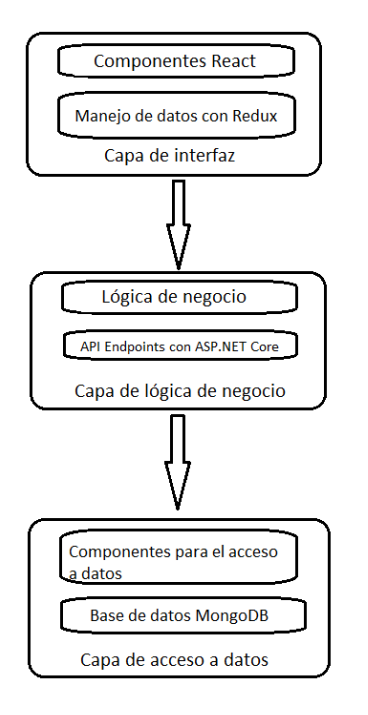 Componentes React
Manejo de datos con Redux
Capa de interfaz
Lógica de negocio
API Endpoints con ASP.NET Core
Capa de lógica de negocio
Componentes para el acceso
a datos
Base de datos MongoDB
Capa de acceso a datos